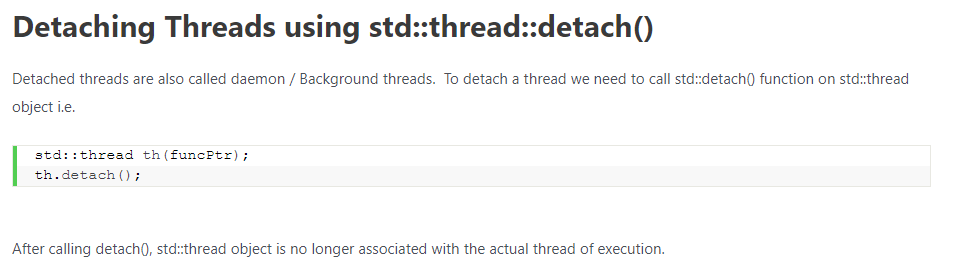 Detaching Threads using std::thread::detach()
Detached threads are also called daemon / Background threads.  To detach a thread we need to call std::detach() function on std::thread
object i.e.
std::thread th(funcPtr);
th.detach();
After calling detach(), std::thread object is no longer associated with the actual thread of execution.